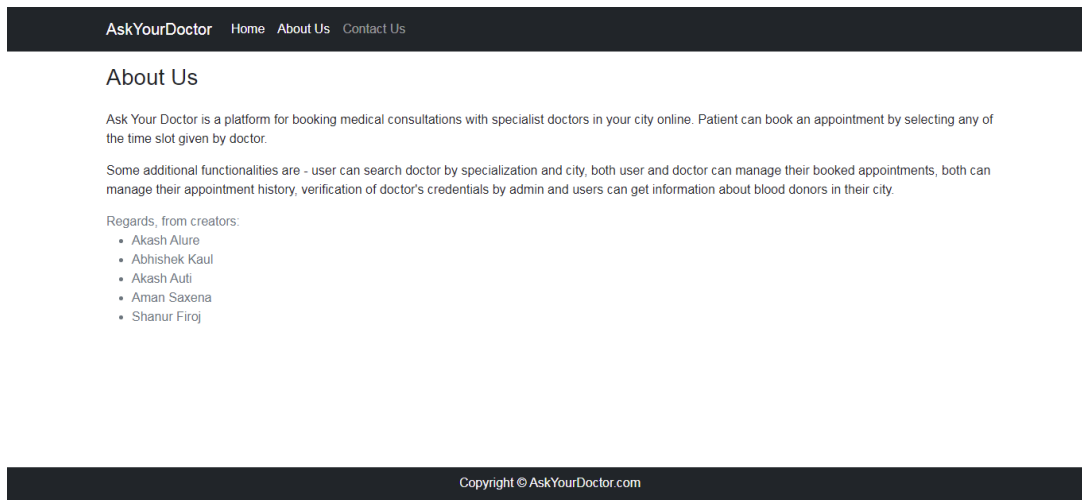 AskYourDoctor Home About Us Contact Us
About Us
Ask Your Doctor is a platform for booking medical consultations with specialist doctors in your city online. Patient can book an appointment by selecting any of
the time slot given by doctor.
Some additional functionalities are - user can search doctor by specialization and city, both user and doctor can manage their booked appointments, both can
manage their appointment history, verification of doctor's credentials by admin and users can get information about blood donors in their city.
Regards, from creators:
• Akash Alure
• Abhishek Kaul
• Akash Auti
• Aman Saxena
• Shanur Firoj
Copyright © AskYourDoctor.com